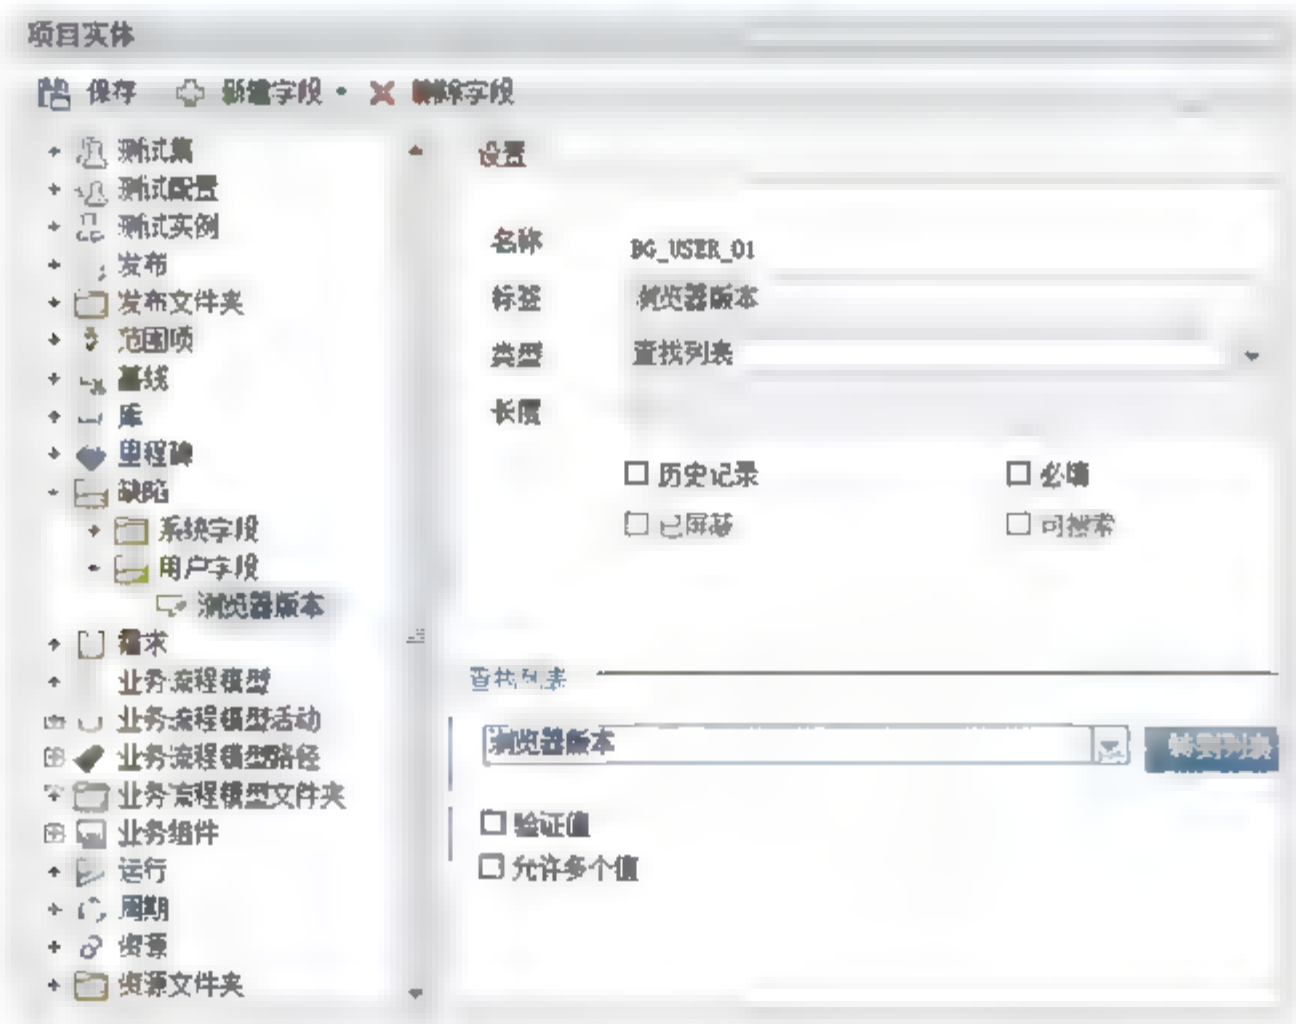 项目实体
保存 新建字段 删除字段
测试集
测试配置
测试实例
发布
发布文件夹
范围项
基线
库
里程碑
缺陷
系统字段
用户字段
浏览器版本
需求
业务流程模型
业务流程模型活动
业务流程模型路径
业务流程模型文件夹
业务组件
运行
周期
资源
资源文件夹
设置
名称 BG_USER_01
标签 浏览器版本
类型 查找列表
长度
历史记录 必填
已屏蔽 可搜索
查找列表
浏览器版本 转到列表
验证值
允许多个值